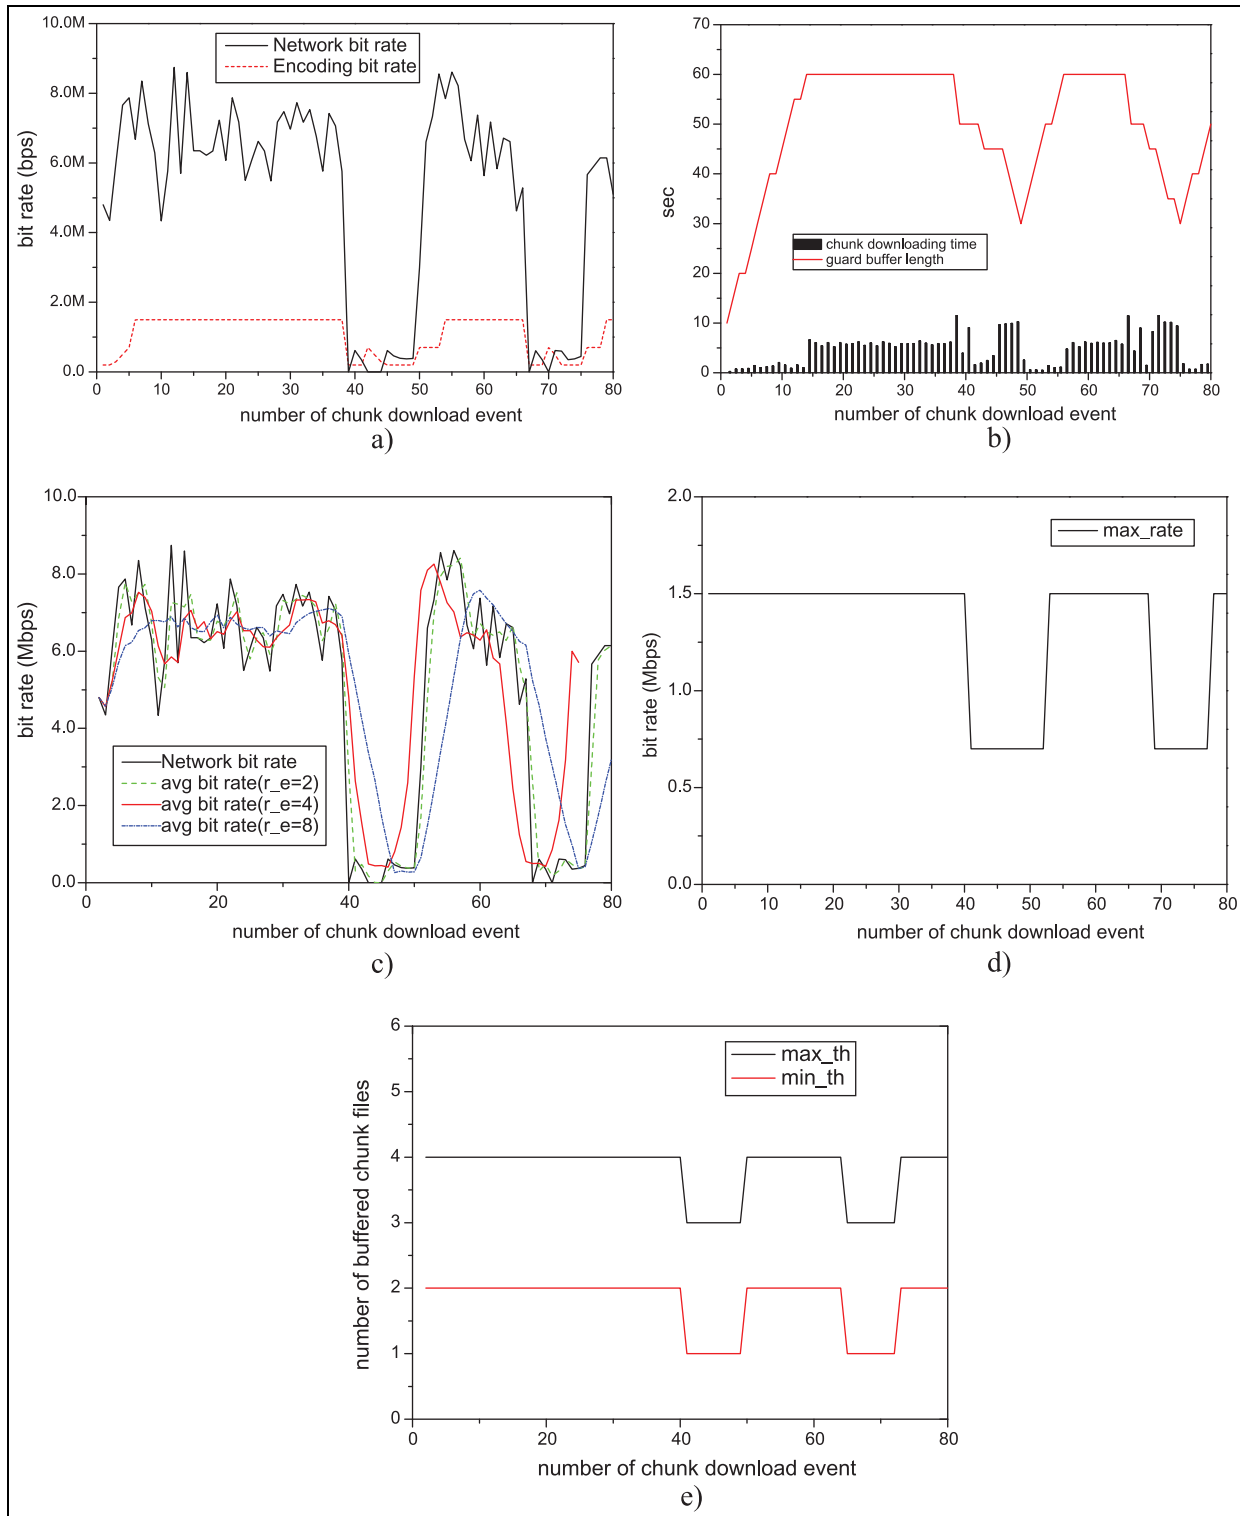 10.0M
8.0M
6.0M
4.0M
2.0M
0.0
bit rate (bps)
Network bit rate
Encoding bit rate
0 10 20 30 40 50 60 70 80
number of chunk download event
a)
70
60
50
40
30
20
10
0
sec
chunk downloading time
guard buffer length
0 10 20 30 40 50 60 70 80
number of chunk download event
b)
10.0
8.0
6.0
4.0
2.0
0.0
bit rate (Mbps)
Network bit rate
avg bit rate(r_e=2)
avg bit rate(r_e=4)
avg bit rate(r_e=8)
0 20 40 60 80
number of chunk download event
c)
2.0
1.5
1.0
0.5
0.0
bit rate (Mbps)
max_rate
0 10 20 30 40 50 60 70 80
number of chunk download event
d)
6
5
4
3
2
1
0
number of buffered chunk files
max_th
min_th
0 20 40 60 80
number of chunk download event
e)